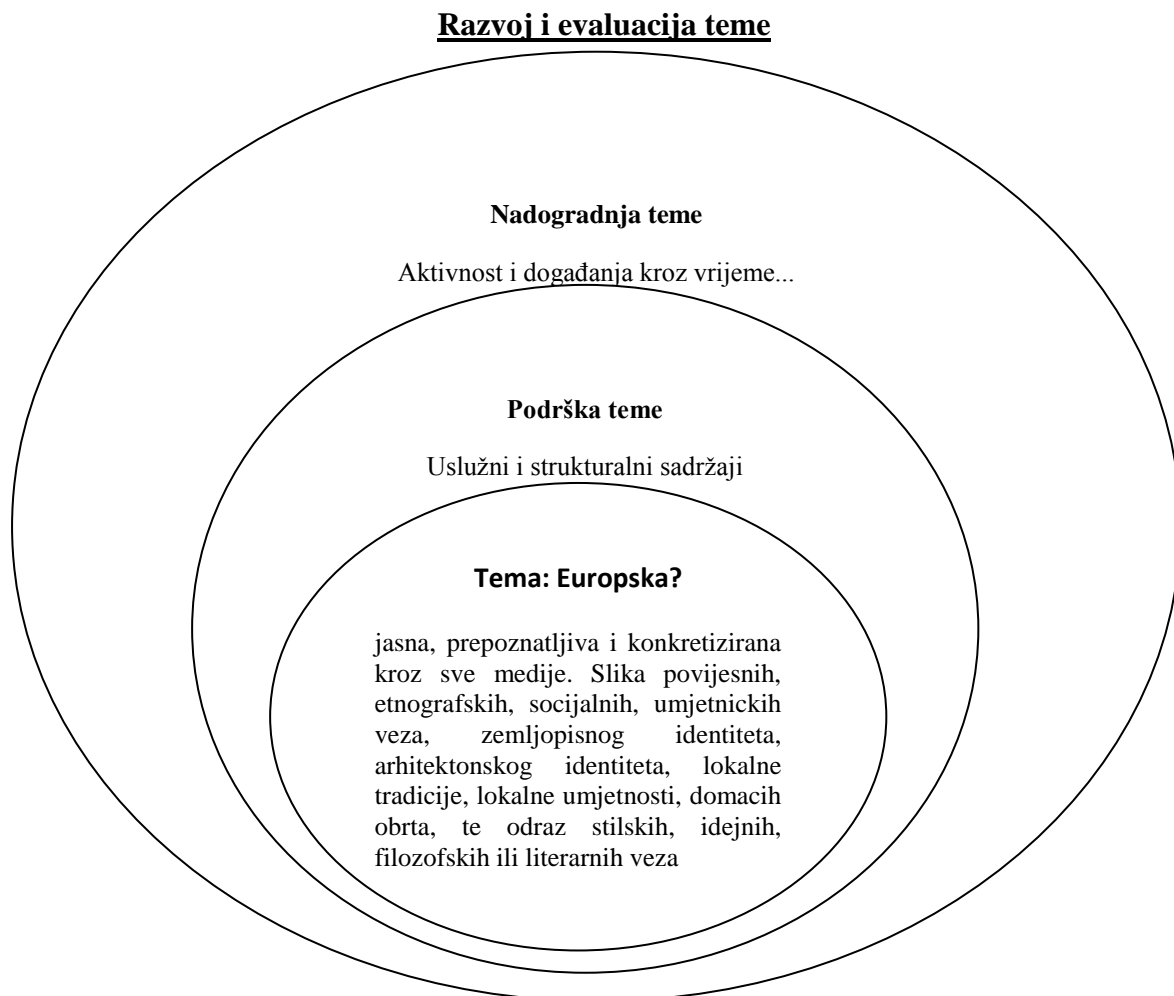 Razvoj i evaluacija teme
Nadogradnja teme
Aktivnost i događanja kroz vrijeme...
Podrška teme
Uslužni i strukturalni sadržaji
Tema: Europska?
jasna, prepoznatljiva i konkretizirana
kroz sve medije. Slika povijesnih,
etnografskih, socijalnih, umjetnickih
veza, zemljopisnog identiteta,
arhitektonskog identiteta, lokalne
tradicije, lokalne umjetnosti, domacih
obrta, te odraz stilskih, idejnih,
filozofskih ili literarnih veza